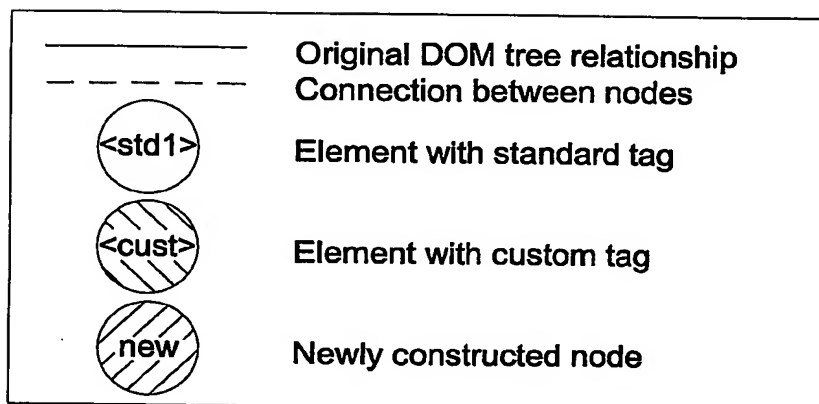 Original DOM tree relationship
Connection between nodes
<std1> Element with standard tag
<cust> Element with custom tag
new Newly constructed node